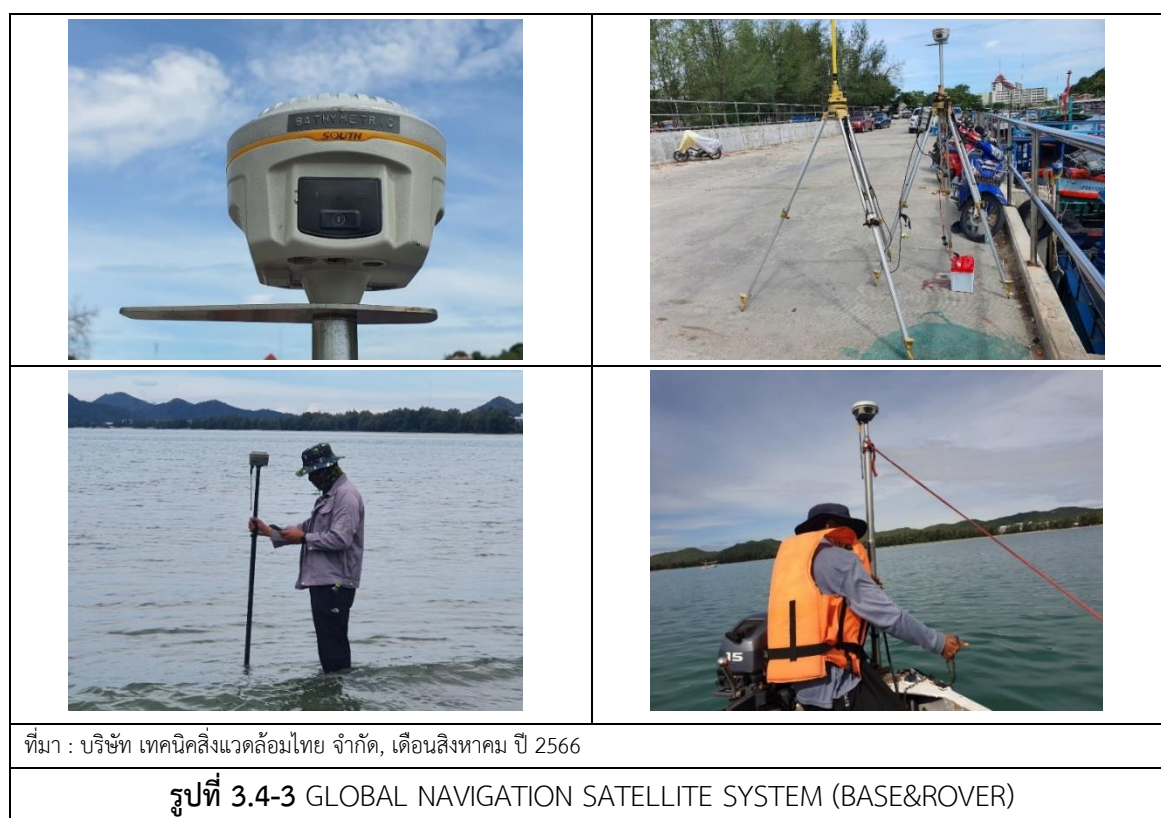 BATHYMETRIC
SOUTH
15
ที่มา : บริษัท เทคนิคสิ่งแวดล้อมไทย จำกัด, เดือนสิงหาคม ปี 2566
รูปที่ 3.4-3 GLOBAL NAVIGATION SATELLITE SYSTEM (BASE&ROVER)